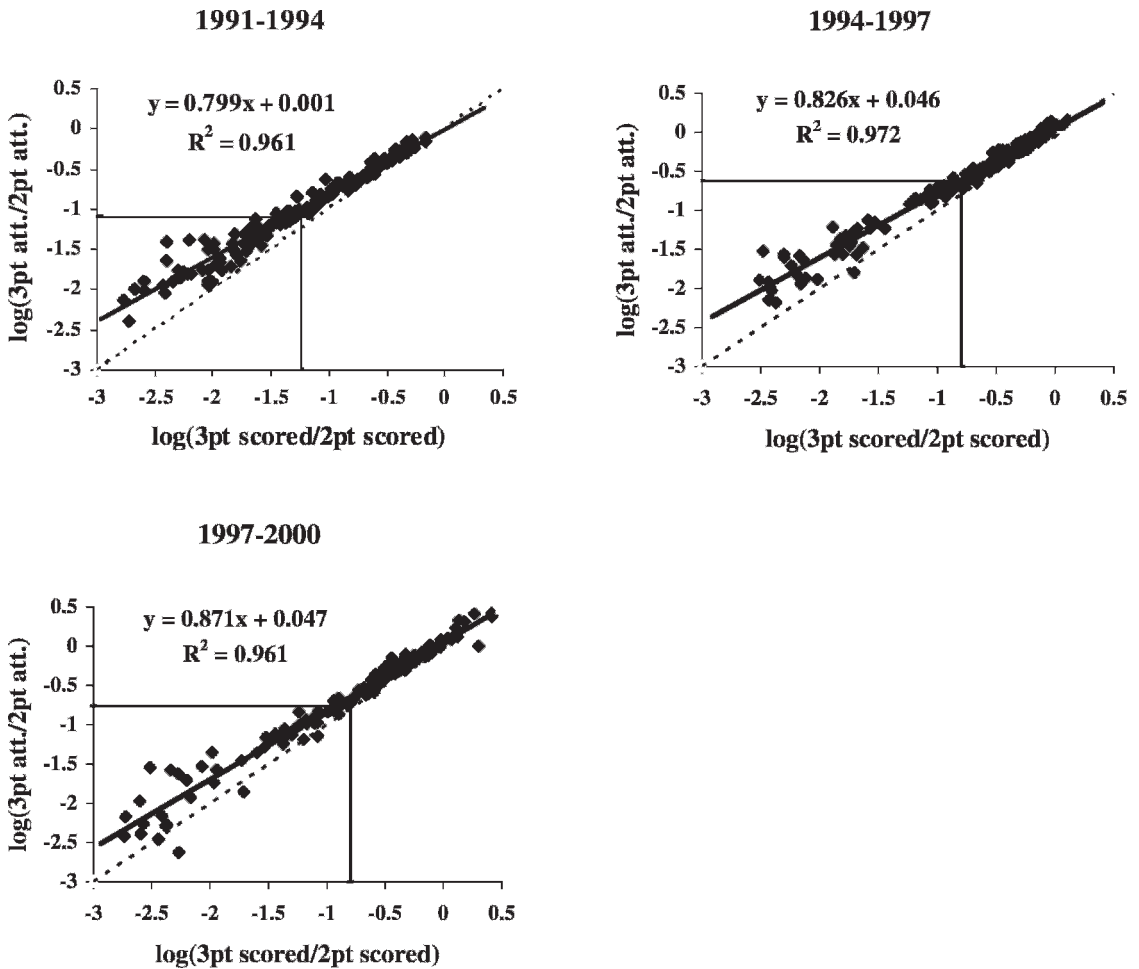 1991-1994
y = 0.799x + 0.001
R² = 0.961
log(3pt att./2pt att.)
0.5
0
-0.5
-1
-1.5
-2
-2.5
-3
-3 -2.5 -2 -1.5 -1 -0.5 0 0.5
log(3pt scored/2pt scored)
1994-1997
y = 0.826x + 0.046
R² = 0.972
log(3pt att./2pt att.)
0.5
0
-0.5
-1
-1.5
-2
-2.5
-3
-3 -2.5 -2 -1.5 -1 -0.5 0 0.5
log(3pt scored/2pt scored)
1997-2000
y = 0.871x + 0.047
R² = 0.961
log(3pt att./2pt att.)
0.5
0
-0.5
-1
-1.5
-2
-2.5
-3
-3 -2.5 -2 -1.5 -1 -0.5 0 0.5
log(3pt scored/2pt scored)